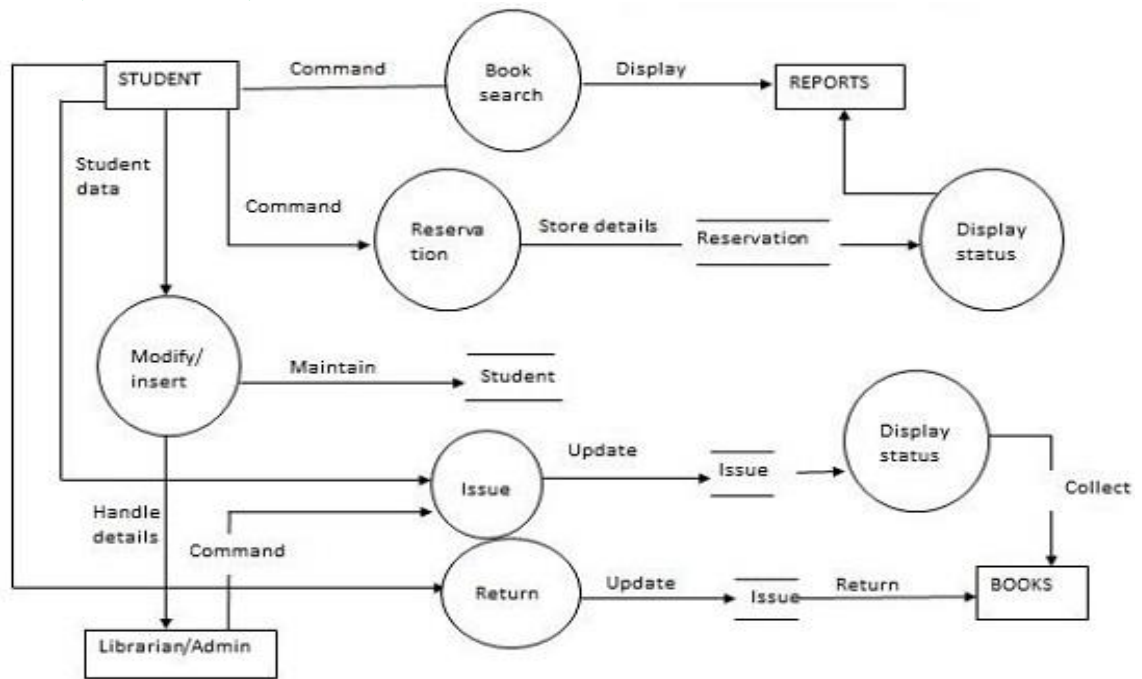 STUDENT
Command
Book
search
Display
REPORTS
Student
data
Command
Reserva
tion
Store details
Reservation
Display
status
Modify/
insert
Maintain
Student
Display
status
Issue
Update
Issue
Collect
Handle
details
Command
Return
Update
Issue
Return
BOOKS
Librarian/Admin